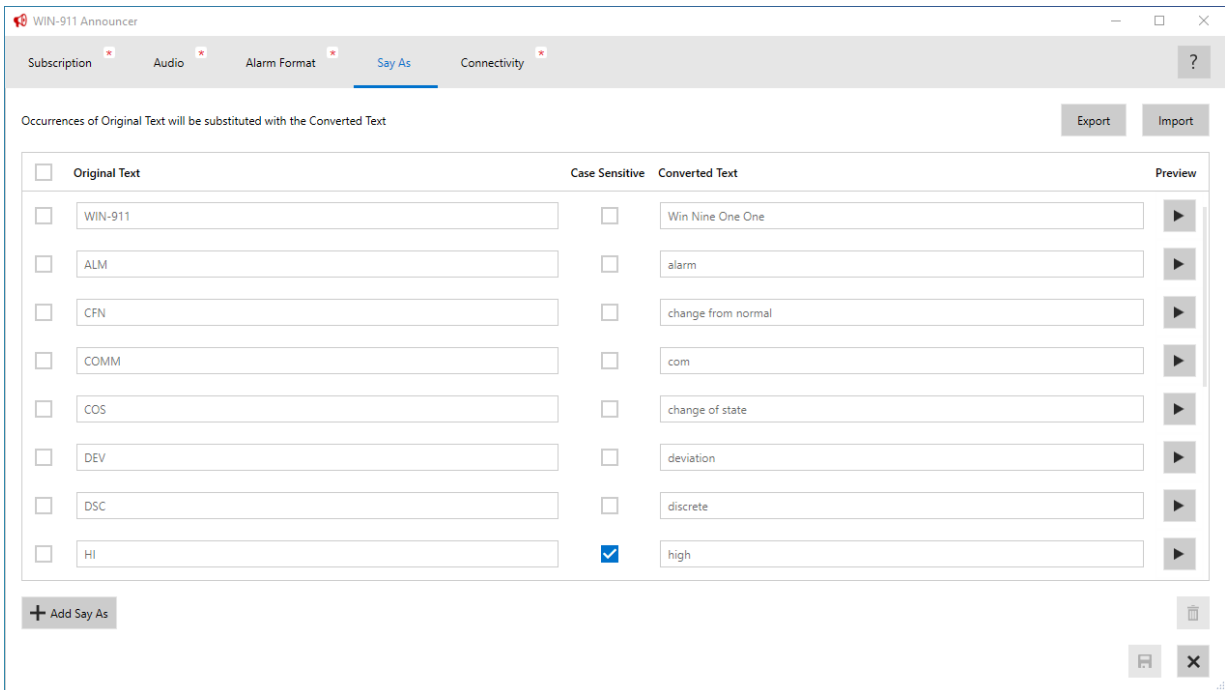 WIN-911 Announcer
Subscription * Audio * Alarm Format * Say As Connectivity * ?
Occurrences of Original Text will be substituted with the Converted Text
Export Import
Original Text Case Sensitive Converted Text Preview
WIN-911 Win Nine One One
ALM alarm
CFN change from normal
COMM com
COS change of state
DEV deviation
DSC discrete
HI high
Add Say As